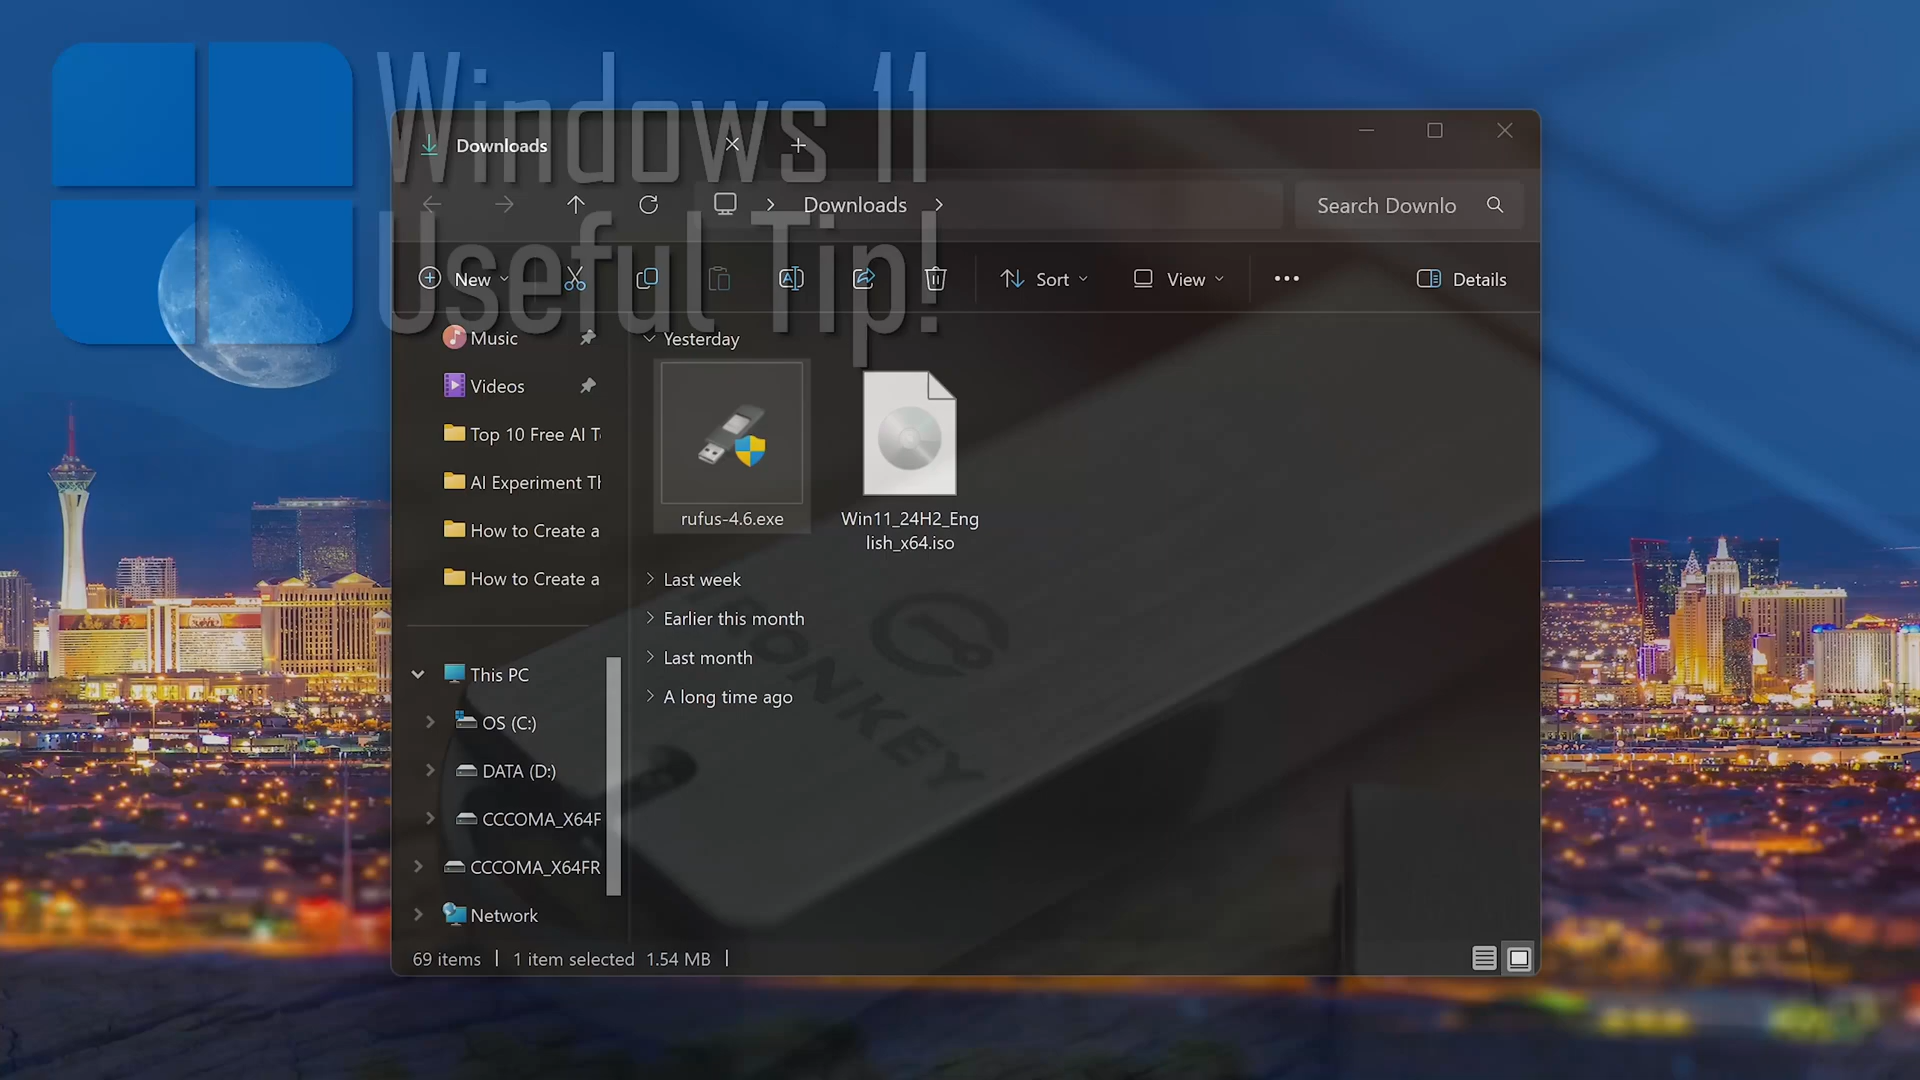 Windows 11
Useful Tip!
Downloads
Downloads
Search Downlo
New
Sort
View
Details
Music
Videos
Top 10 Free AI T
AI Experiment Th
How to Create a
How to Create a
This PC
OS (C:)
DATA (D:)
CCCOMA_X64F
CCCOMA_X64FR
Network
Yesterday
rufus-4.6.exe
Win11_24H2_Eng
lish_x64.iso
Last week
Earlier this month
Last month
A long time ago
69 items
1 item selected 1.54 MB